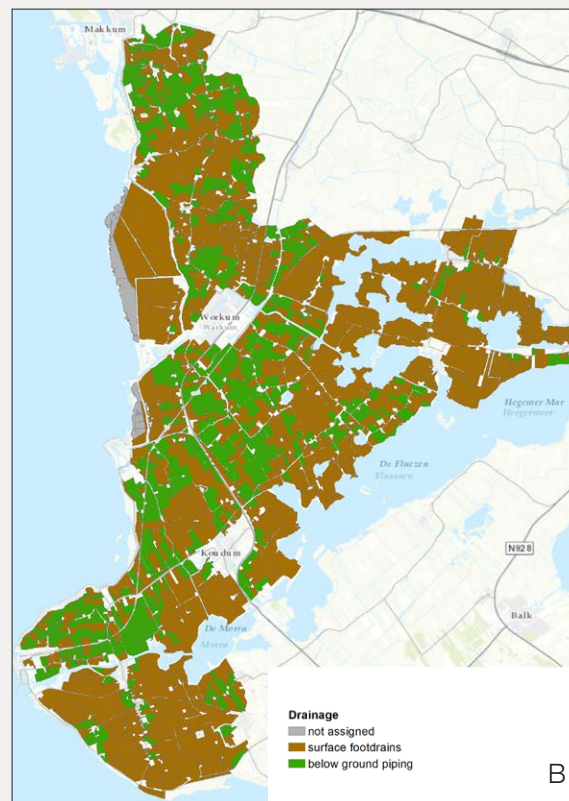 Makkum
Workum
Warkum
Hegemer Mar
Heegermeer
De Fluezen
Fluessen
Koudum
N928
Balk
De Morra
Morra
Drainage
not assigned
surface footdrains
below ground piping
B